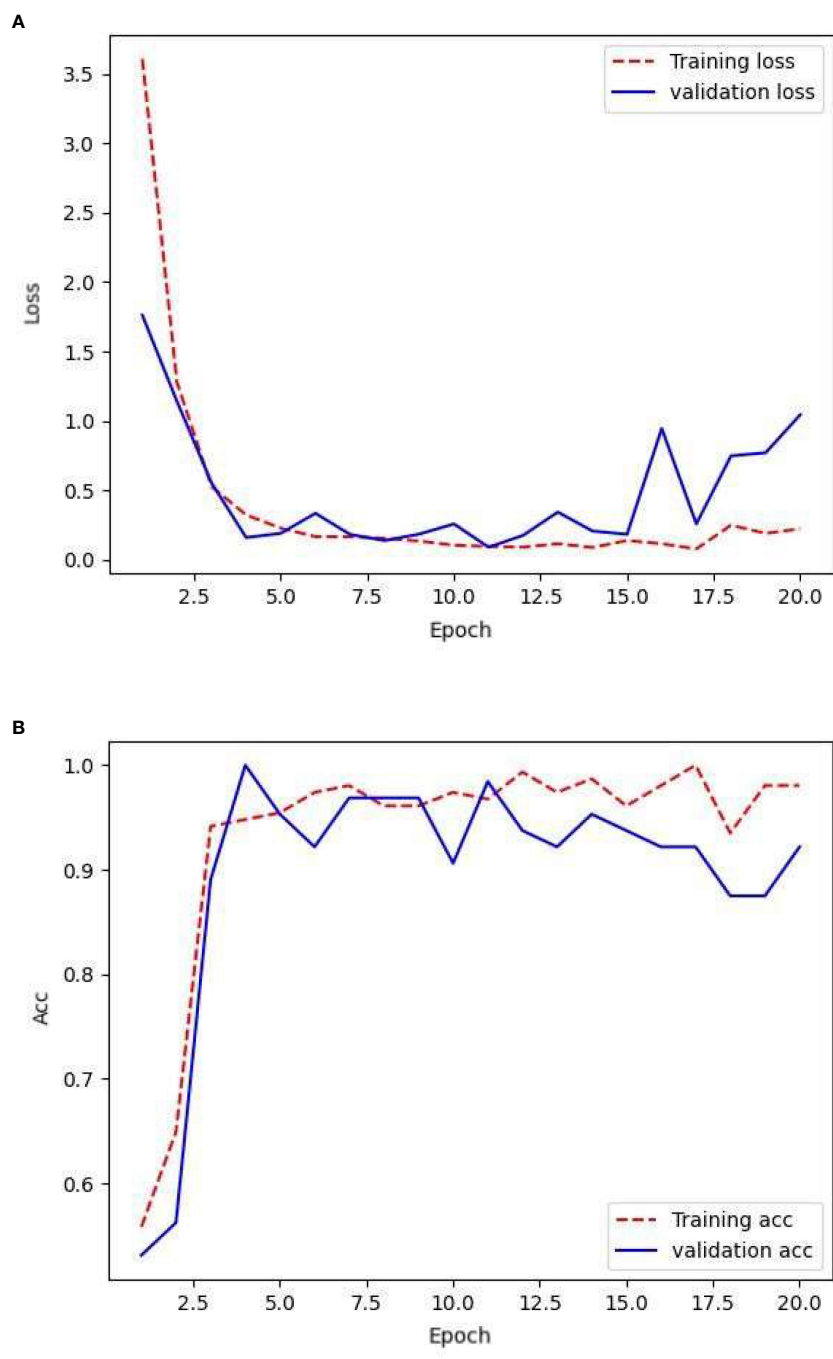 A
3.5
3.0
2.5
2.0
1.5
1.0
0.5
0.0
Loss
Training loss
validation loss
2.5 5.0 7.5 10.0 12.5 15.0 17.5 20.0
Epoch
B
1.0
0.9
0.8
0.7
0.6
Acc
Training acc
validation acc
2.5 5.0 7.5 10.0 12.5 15.0 17.5 20.0
Epoch